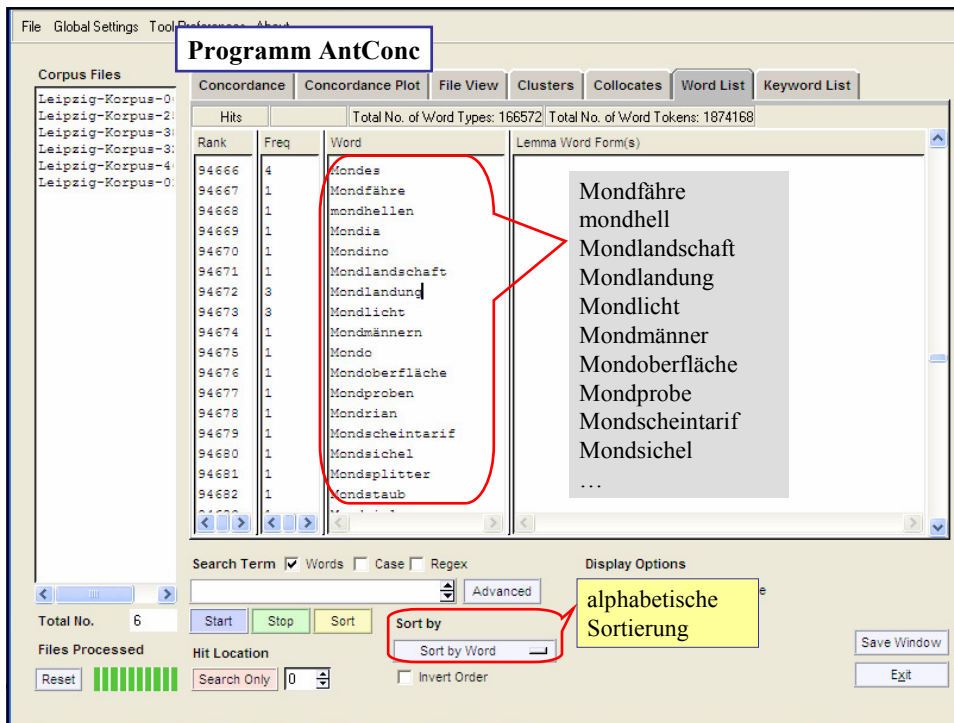 File Global Settings Tool Preferences About
Programm AntConc
Corpus Files
Leipzig-Korpus-0
Leipzig-Korpus-2
Leipzig-Korpus-3
Leipzig-Korpus-3
Leipzig-Korpus-4
Leipzig-Korpus-0
Concordance Concordance Plot File View Clusters Collocates Word List Keyword List
Hits Total No. of Word Types: 166572 Total No. of Word Tokens: 1874168
Rank Freq Word Lemma Word Form(s)
94666 4 Mondes
94667 1 Mondfähre
94668 1 mondhellen
94669 1 Mondia
94670 1 Mondino
94671 1 Mondlandschaft
94672 3 Mondlandung
94673 3 Mondlicht
94674 1 Mondmännern
94675 1 Mondo
94676 1 Mondoberfläche
94677 1 Mondproben
94678 1 Mondrian
94679 1 Mondscheintarif
94680 1 Mondsichel
94681 1 Mondsplitter
94682 1 Mondstaub
Mondfähre
mondhell
Mondlandschaft
Mondlandung
Mondlicht
Mondmänner
Mondoberfläche
Mondprobe
Mondscheintarif
Mondsichel
…
Search Term Words Case Regex
Advanced
Display Options
alphabetische
Sortierung
Total No. 6
Start Stop Sort
Sort by
Sort by Word
Files Processed
Reset
Hit Location
Search Only 0
Invert Order
Save Window
Exit